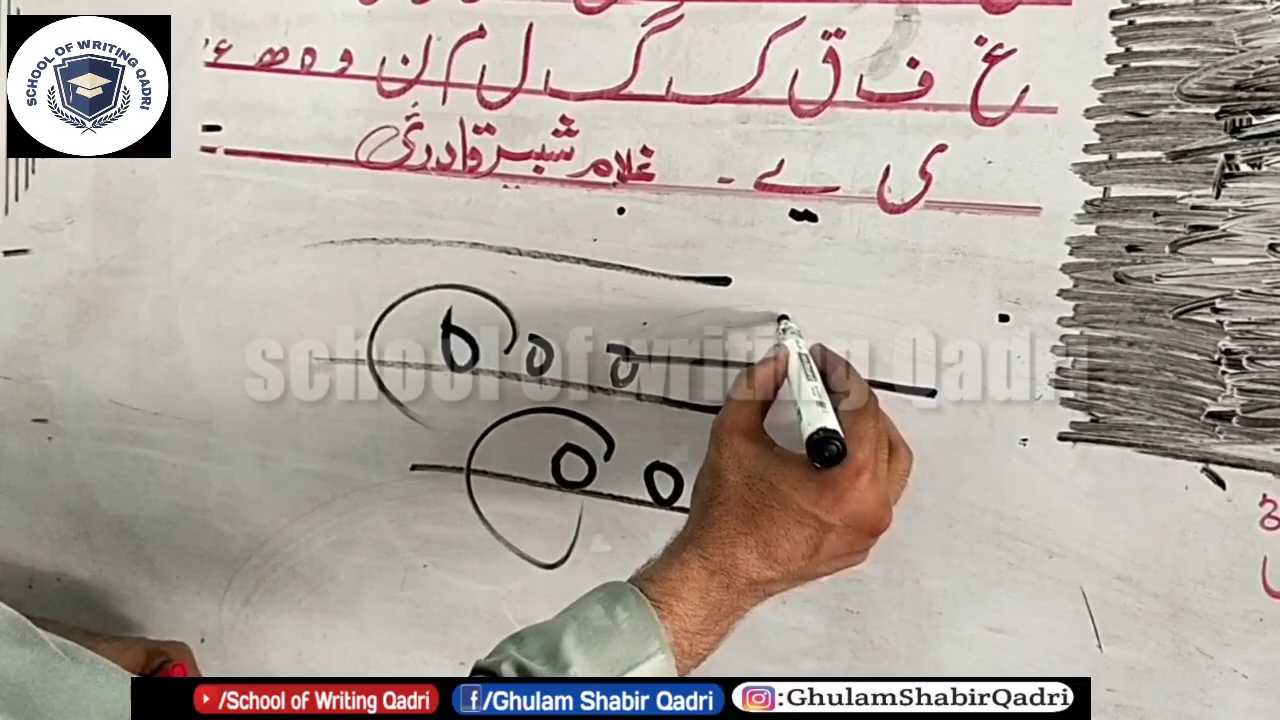 SCHOOL OF WRITING QADRI
غ ف ق ک گ ل م ن و ہ ھ ء
ی ے ۔ غلام شبیر قادری
school of writing Qadri
/School of Writing Qadri
/Ghulam Shabir Qadri
:GhulamShabirQadri